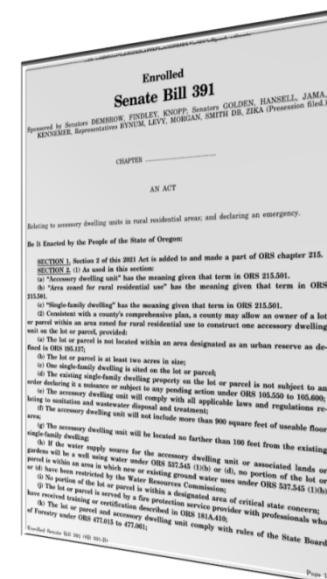 Enrolled
Senate Bill 391
Sponsored by Senators DEMBROW, FINDLEY, KNOPP; Senators GOLDEN, HANSELL, JAMA,
KENNEMER, Representatives BYNUM, LEVY, MORGAN, SMITH DB, ZIKA (Presession filed.)
CHAPTER
AN ACT
Relating to accessory dwelling units in rural residential areas; and declaring an emergency.
Be It Enacted by the People of the State of Oregon:
SECTION 1. Section 2 of this 2021 Act is added to and made a part of ORS chapter 215.
SECTION 2. (1) As used in this section:
(a) "Accessory dwelling unit" has the meaning given that term in ORS 215.501.
(b) "Area zoned for rural residential use" has the meaning given that term in ORS
215.501.
(c) "Single-family dwelling" has the meaning given that term in ORS 215.501.
(2) Consistent with a county's comprehensive plan, a county may allow an owner of a lot
or parcel within an area zoned for rural residential use to construct one accessory dwelling
unit on the lot or parcel, provided:
(a) The lot or parcel is not located within an area designated as an urban reserve as de-
fined in ORS 195.137;
(b) The lot or parcel is at least two acres in size;
(c) One single-family dwelling is sited on the lot or parcel;
(d) The existing single-family dwelling property on the lot or parcel is not subject to an
order declaring it a nuisance or subject to any pending action under ORS 105.550 to 105.600;
(e) The accessory dwelling unit will comply with all applicable laws and regulations re-
lating to sanitation and wastewater disposal and treatment;
(f) The accessory dwelling unit will not include more than 900 square feet of useable floor
area;
(g) The accessory dwelling unit will be located no farther than 100 feet from the existing
single-family dwelling;
(h) If the water supply source for the accessory dwelling unit or associated lands or
gardens will be a well using water under ORS 537.545 (1)(b) or (d), no portion of the lot or
parcel is within an area in which new or existing ground water uses under ORS 537.545 (1)(b)
or (d) have been restricted by the Water Resources Commission;
(i) No portion of the lot or parcel is within a designated area of critical state concern;
(j) The lot or parcel is served by a fire protection service provider with professionals who
have received training or certification described in ORS 181A.410;
(k) The lot or parcel and accessory dwelling unit comply with rules of the State Board
of Forestry under ORS 477.015 to 477.061;
Enrolled Senate Bill 391 (SB 391-B)
Page 1